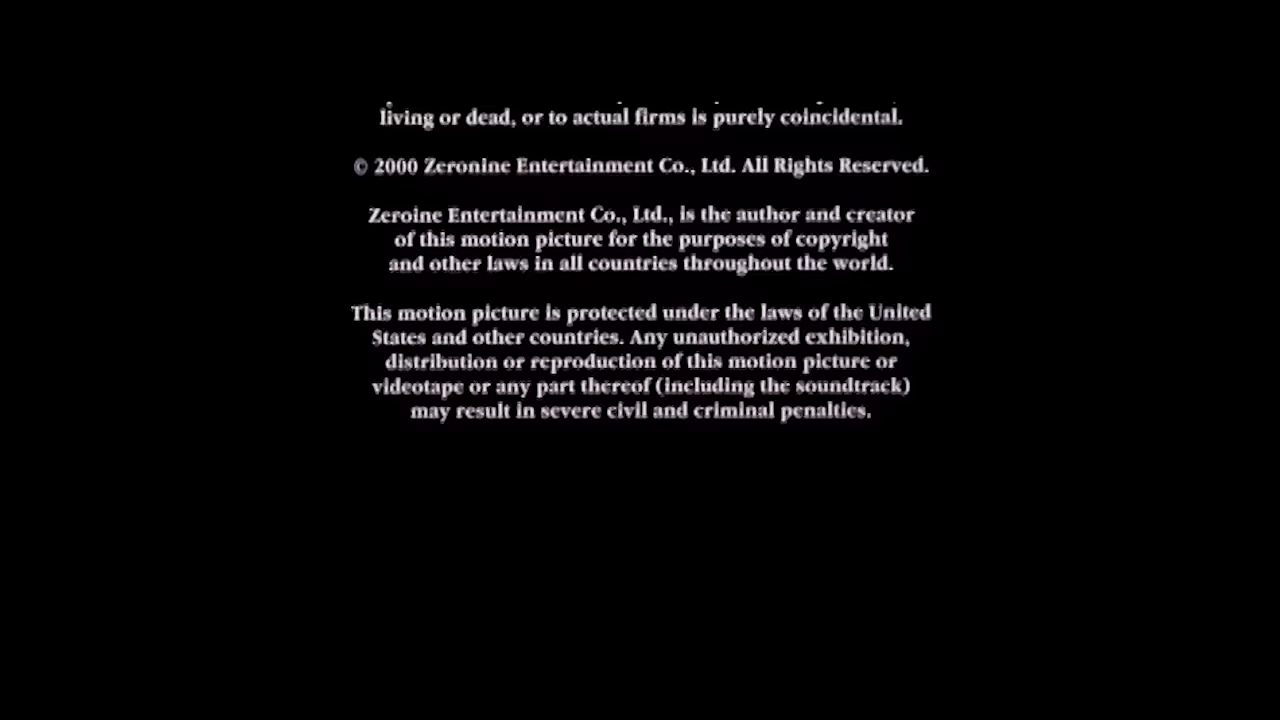 living or dead, or to actual firms is purely coincidental.
© 2000 Zeronine Entertainment Co., Ltd. All Rights Reserved.
Zeroine Entertainment Co., Ltd., is the author and creator
of this motion picture for the purposes of copyright
and other laws in all countries throughout the world.
This motion picture is protected under the laws of the United
States and other countries. Any unauthorized exhibition,
distribution or reproduction of this motion picture or
videotape or any part thereof (including the soundtrack)
may result in severe civil and criminal penalties.